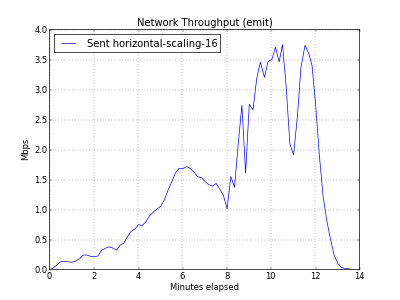 Network Throughput (emit)
Sent horizontal-scaling-16
Mbps
4.0
3.5
3.0
2.5
2.0
1.5
1.0
0.5
0.0
0 2 4 6 8 10 12 14
Minutes elapsed